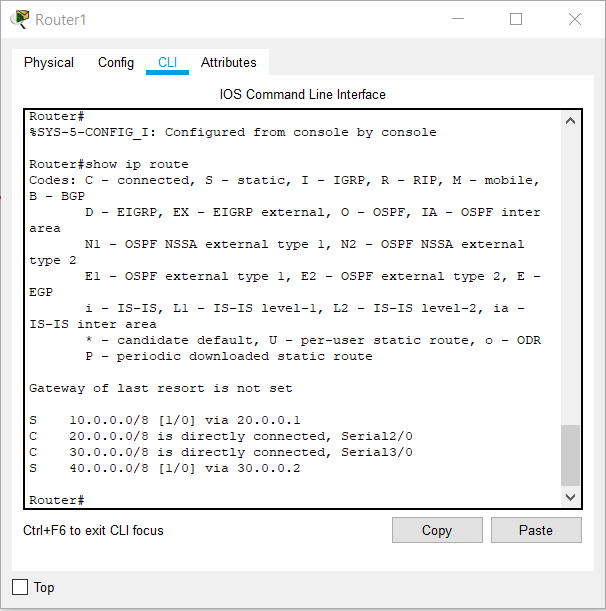 Router1
Physical Config CLI Attributes
IOS Command Line Interface
Router#
%SYS-5-CONFIG_I: Configured from console by console
Router#show ip route
Codes: C - connected, S - static, I - IGRP, R - RIP, M - mobile,
B - BGP
D - EIGRP, EX - EIGRP external, O - OSPF, IA - OSPF inter
area
N1 - OSPF NSSA external type 1, N2 - OSPF NSSA external
type 2
E1 - OSPF external type 1, E2 - OSPF external type 2, E -
EGP
i - IS-IS, L1 - IS-IS level-1, L2 - IS-IS level-2, ia -
IS-IS inter area
* - candidate default, U - per-user static route, o - ODR
P - periodic downloaded static route
Gateway of last resort is not set
S 10.0.0.0/8 [1/0] via 20.0.0.1
C 20.0.0.0/8 is directly connected, Serial2/0
C 30.0.0.0/8 is directly connected, Serial3/0
S 40.0.0.0/8 [1/0] via 30.0.0.2
Router#
Ctrl+F6 to exit CLI focus Copy Paste
Top